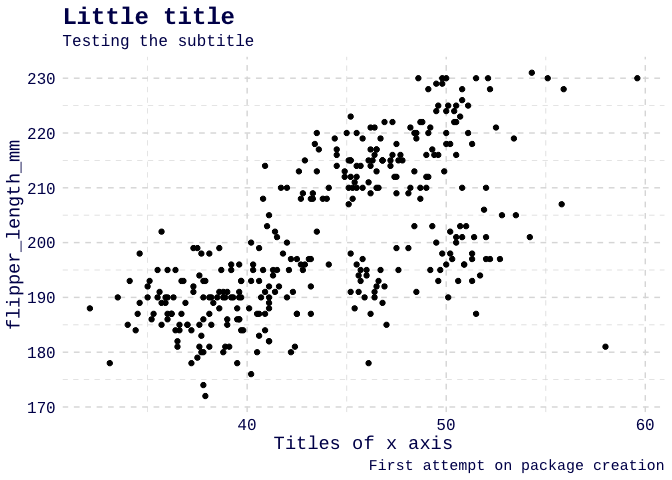 Little title
Testing the subtitle
230
220
210
200
190
180
170
flipper_length_mm
40
50
60
Titles of x axis
First attempt on package creation